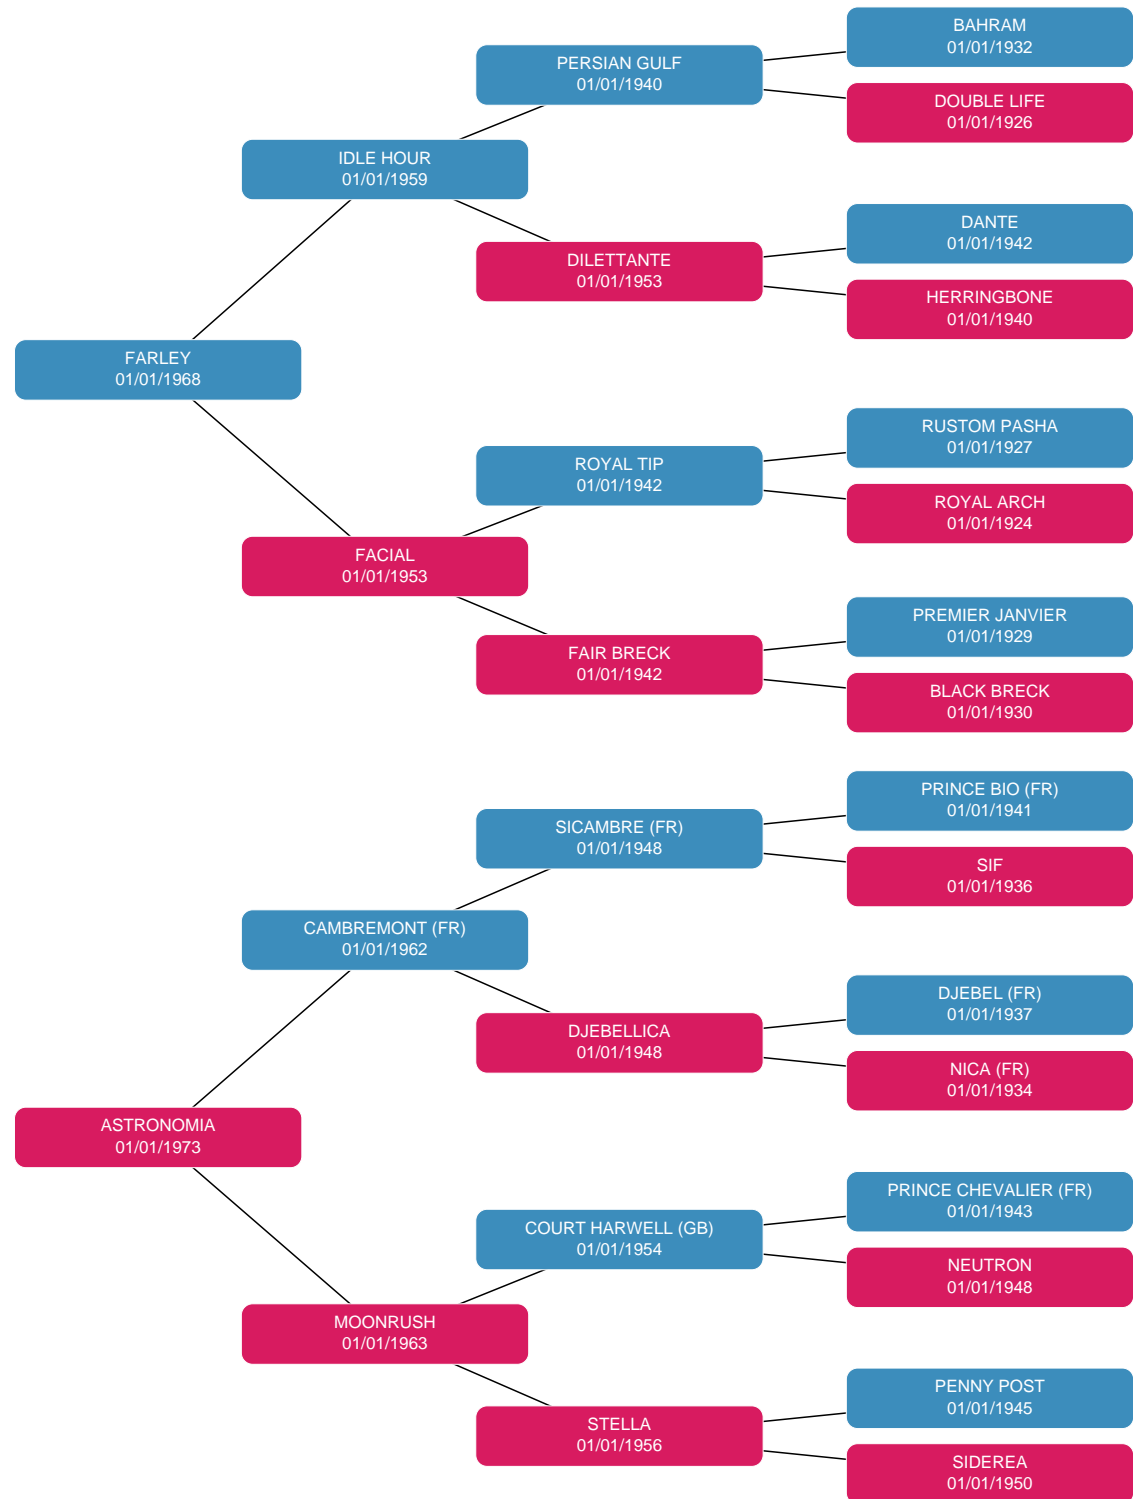 BAHRAM
01/01/1932
PERSIAN GULF
01/01/1940
DOUBLE LIFE
01/01/1926
IDLE HOUR
01/01/1959
DANTE
01/01/1942
DILETTANTE
01/01/1953
HERRINGBONE
01/01/1940
FARLEY
01/01/1968
RUSTOM PASHA
01/01/1927
ROYAL TIP
01/01/1942
ROYAL ARCH
01/01/1924
FACIAL
01/01/1953
PREMIER JANVIER
01/01/1929
FAIR BRECK
01/01/1942
BLACK BRECK
01/01/1930
PRINCE BIO (FR)
01/01/1941
SICAMBRE (FR)
01/01/1948
SIF
01/01/1936
CAMBREMONT (FR)
01/01/1962
DJEBEL (FR)
01/01/1937
DJEBELLICA
01/01/1948
NICA (FR)
01/01/1934
ASTRONOMIA
01/01/1973
PRINCE CHEVALIER (FR)
01/01/1943
COURT HARWELL (GB)
01/01/1954
NEUTRON
01/01/1948
MOONRUSH
01/01/1963
PENNY POST
01/01/1945
STELLA
01/01/1956
SIDEREA
01/01/1950